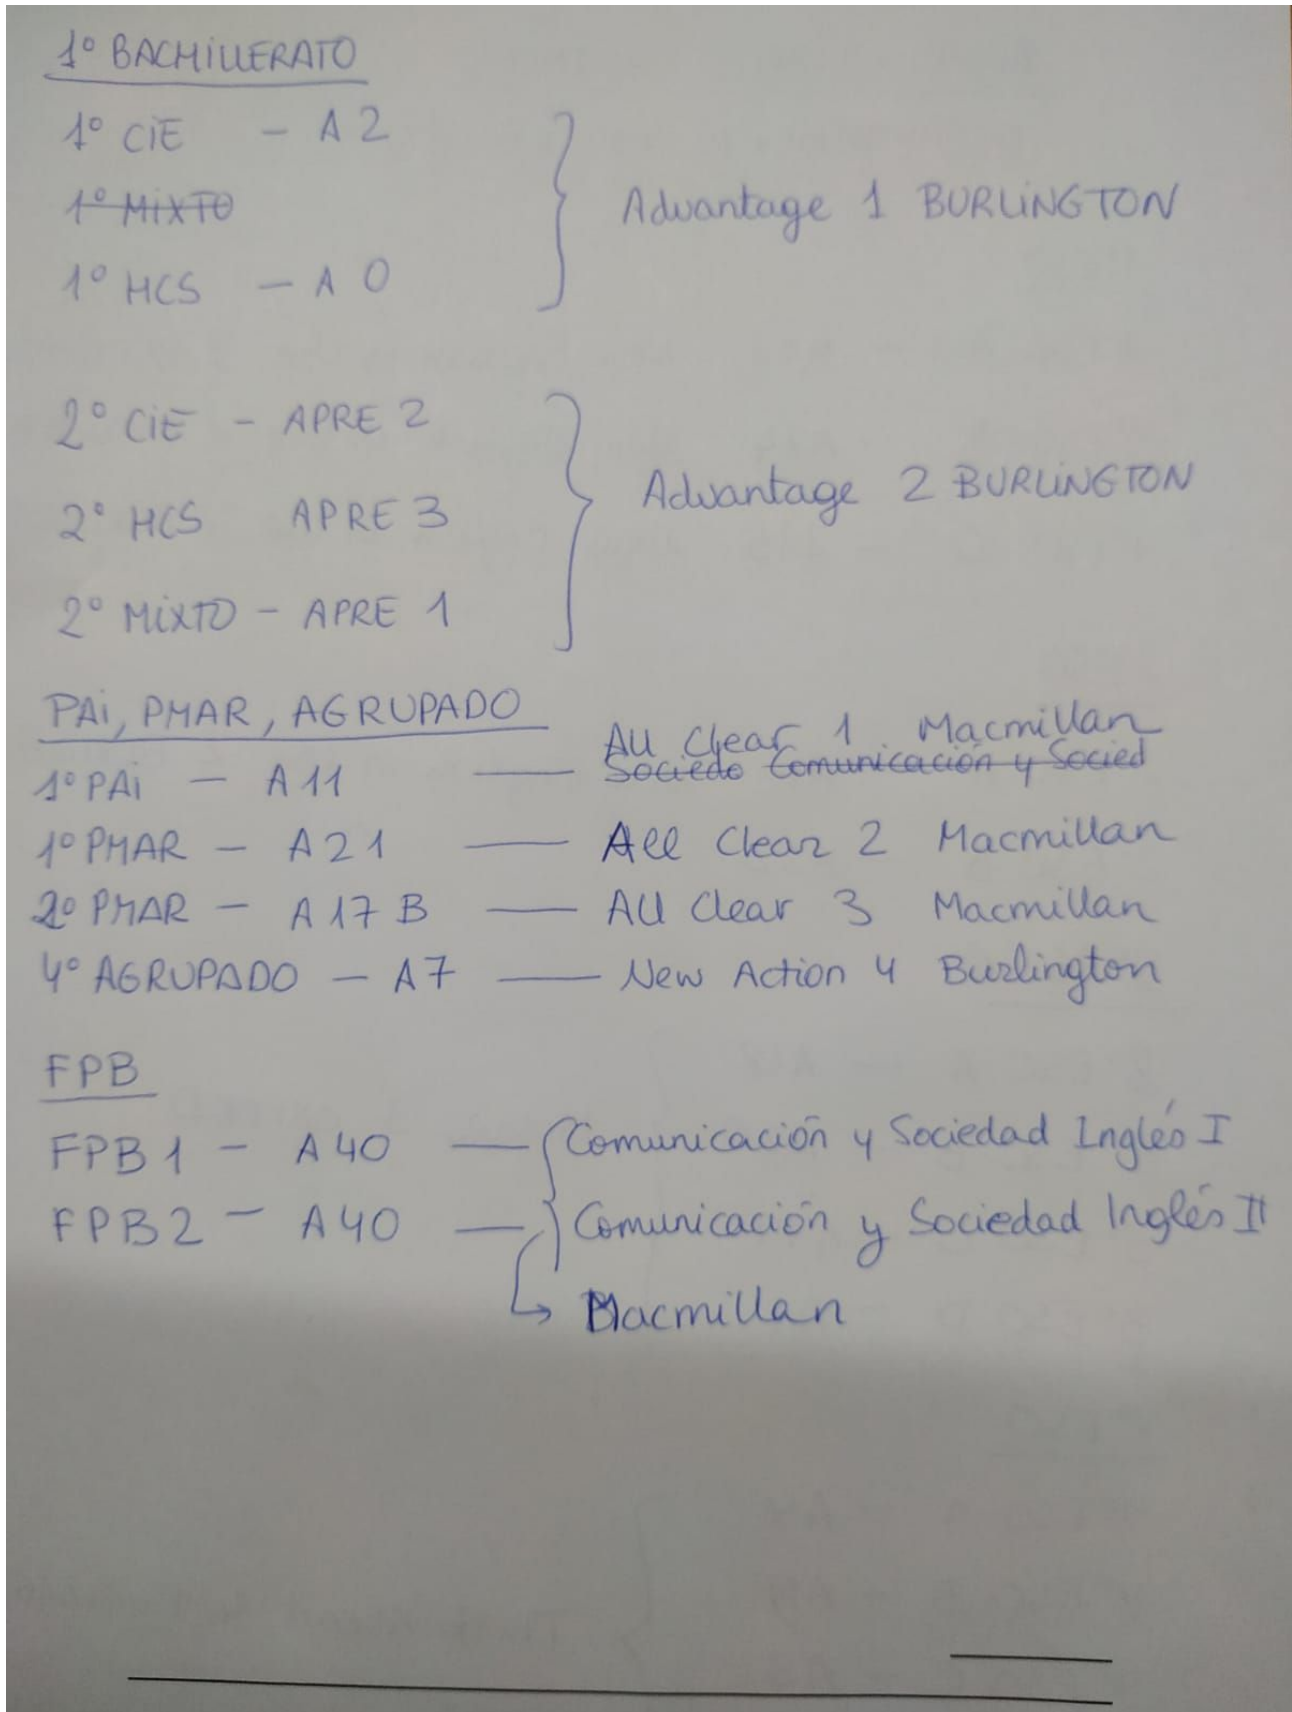 1º BACHILLERATO
1º CIE - A 2
1º MIXTO
Advantage 1 BURLINGTON
1º HCS - A 0
2º CIE - APRE 2
Advantage 2 BURLINGTON
2º HCS APRE 3
2º MIXTO - APRE 1
PAI, PMAR, AGRUPADO
All Clear 1 Macmillan
1º PAI - A 11 — Sociedo Comunicación y Socied
1º PMAR - A 21 — All Clear 2 Macmillan
2º PMAR - A 17 B — All Clear 3 Macmillan
4º AGRUPADO - A7 — New Action 4 Burlington
FPB
FPB 1 - A 40 — Comunicación y Sociedad Inglés I
FPB 2 - A 40 — Comunicación y Sociedad Inglés II
→ Macmillan